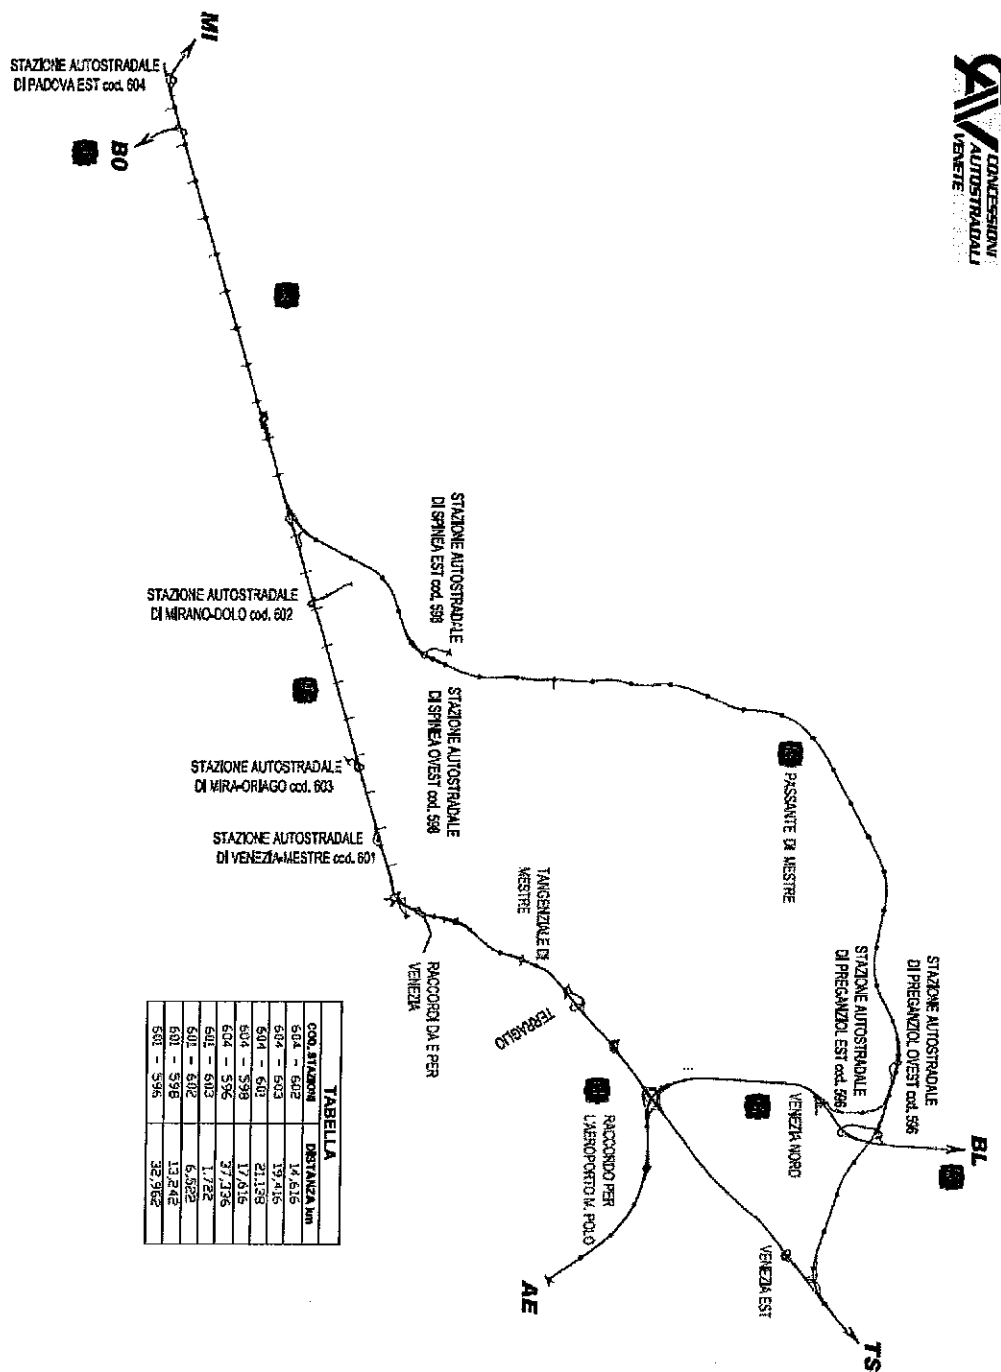 CONCESSIONI
AUTOSTRADALI
VENETE
MI
STAZIONE AUTOSTRADALE
DI PADOVA EST cod. 604
BO
STAZIONE AUTOSTRADALE
DI SPINEA EST cod. 598
STAZIONE AUTOSTRADALE
DI MIRANO-DOLO cod. 602
STAZIONE AUTOSTRADALE
DI SPINEA OVEST cod. 598
STAZIONE AUTOSTRADALE
DI MIRA-ORIAGO cod. 603
PASSANTE DI MESTRE
STAZIONE AUTOSTRADALE
DI VENEZIA-MESTRE cod. 601
TANGENZIALE DI
MESTRE
RACCORDI DA E PER
VENEZIA
TERRAGLIO
STAZIONE AUTOSTRADALE
DI PREGANZIOL OVEST cod. 596
STAZIONE AUTOSTRADALE
DI PREGANZIOL EST cod. 596
VENEZIA NORD
BL
RACCORDO PER
L'AEROPORTO M. POLO
VENEZIA EST
AE
TS
TABELLA
COD. STAZIONI DISTANZA km
604 - 602 14,616
604 - 603 19,416
604 - 601 21,138
604 - 598 17,616
604 - 596 37,336
601 - 603 1,722
601 - 602 6,522
601 - 598 13,242
601 - 596 32,962